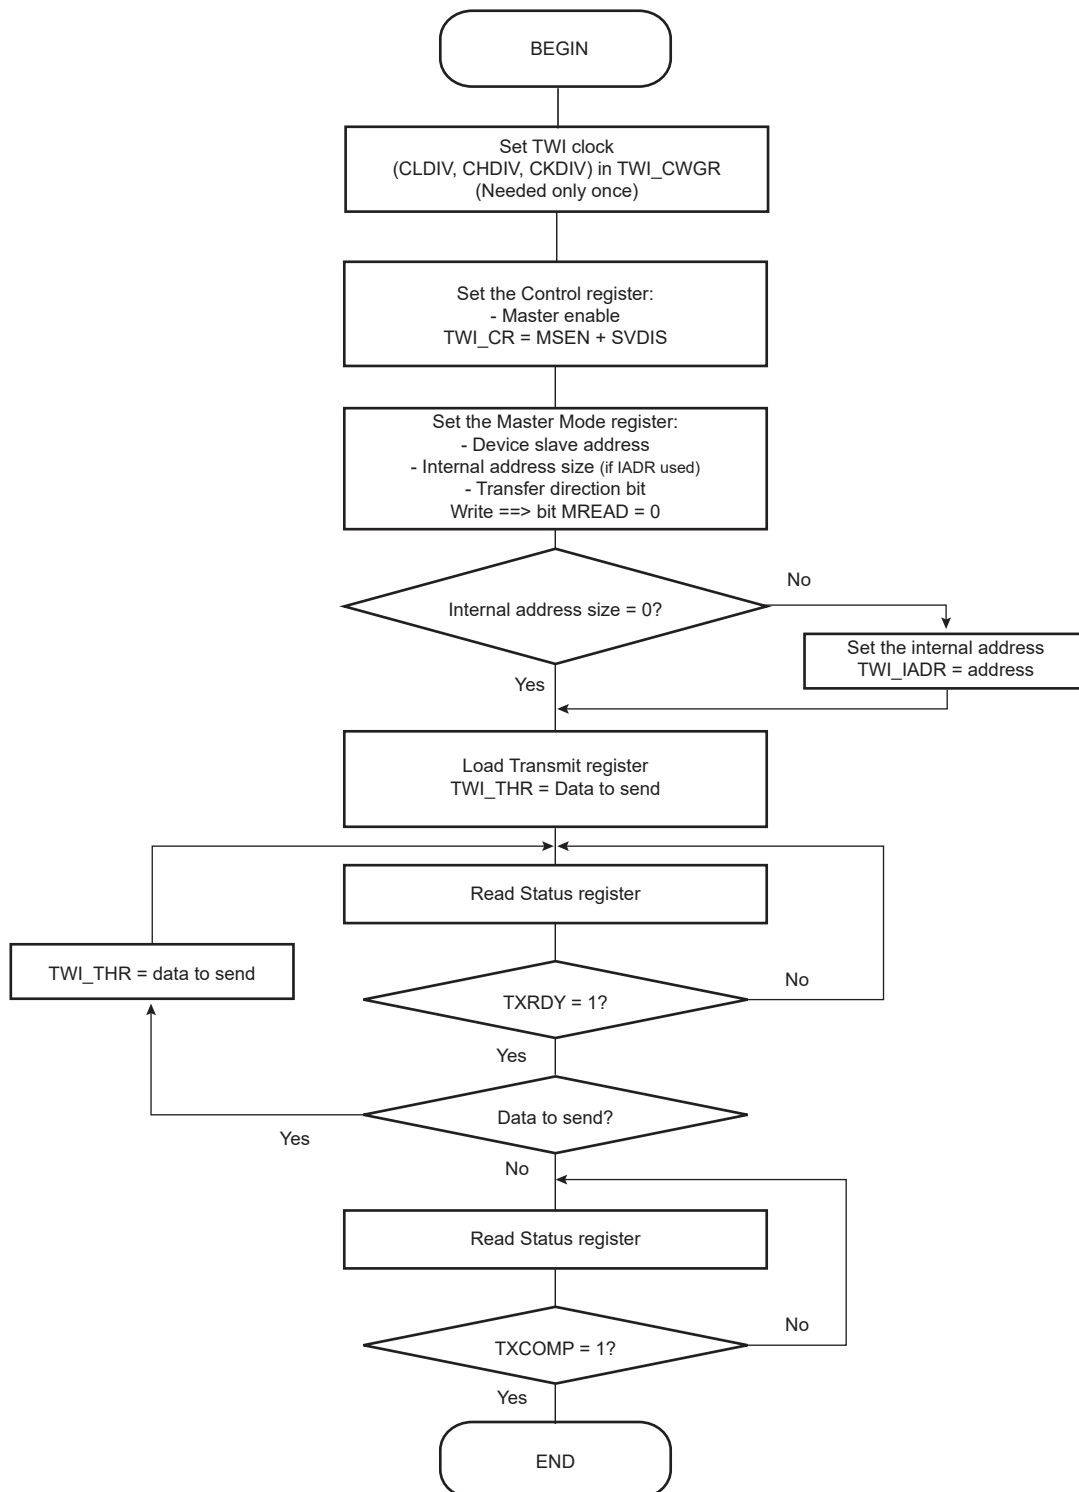 BEGIN
Set TWI clock
(CLDIV, CHDIV, CKDIV) in TWI_CWGR
(Needed only once)
Set the Control register:
- Master enable
TWI_CR = MSEN + SVDIS
Set the Master Mode register:
- Device slave address
- Internal address size (if IADR used)
- Transfer direction bit
Write ==> bit MREAD = 0
No
Internal address size = 0?
Set the internal address
TWI_IADR = address
Yes
Load Transmit register
TWI_THR = Data to send
Read Status register
TWI_THR = data to send
No
TXRDY = 1?
Yes
Data to send?
Yes
No
Read Status register
No
TXCOMP = 1?
Yes
END